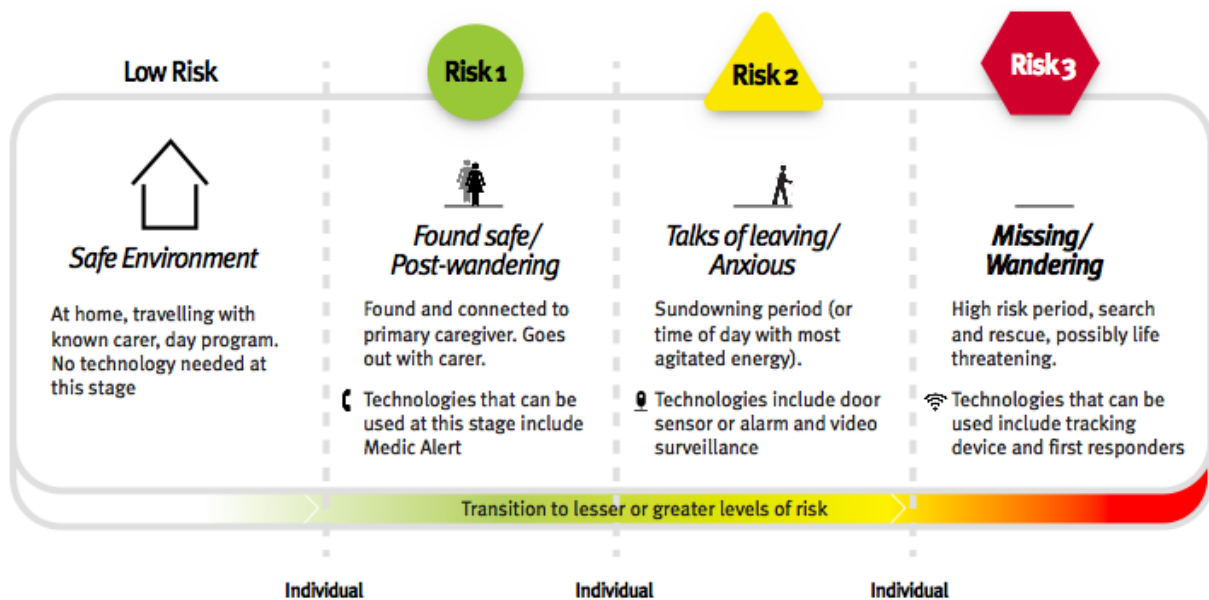 Low Risk
Risk 1
Risk 2
Risk 3
Safe Environment
At home, travelling with
known carer, day program.
No technology needed at
this stage
Found safe/
Post-wandering
Found and connected to
primary caregiver. Goes
out with carer.
Technologies that can be
used at this stage include
Medic Alert
Talks of leaving/
Anxious
Sundowning period (or
time of day with most
agitated energy).
Technologies include door
sensor or alarm and video
surveillance
Missing/
Wandering
High risk period, search
and rescue, possibly life
threatening.
Technologies that can be
used include tracking
device and first responders
Transition to lesser or greater levels of risk
Individual
Individual
Individual